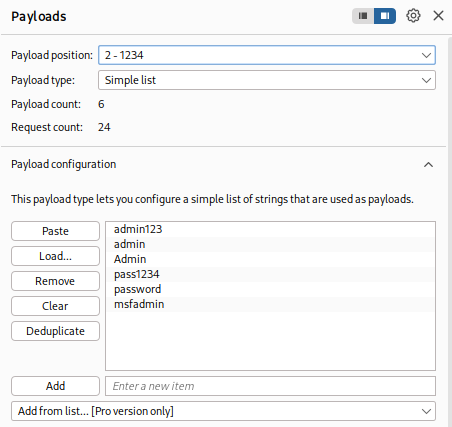 Payloads
Payload position: 2 - 1234
Payload type: Simple list
Payload count: 6
Request count: 24
Payload configuration
This payload type lets you configure a simple list of strings that are used as payloads.
Paste
Load...
Remove
Clear
Deduplicate
admin123
admin
Admin
pass1234
password
msfadmin
Add Enter a new item
Add from list... [Pro version only]